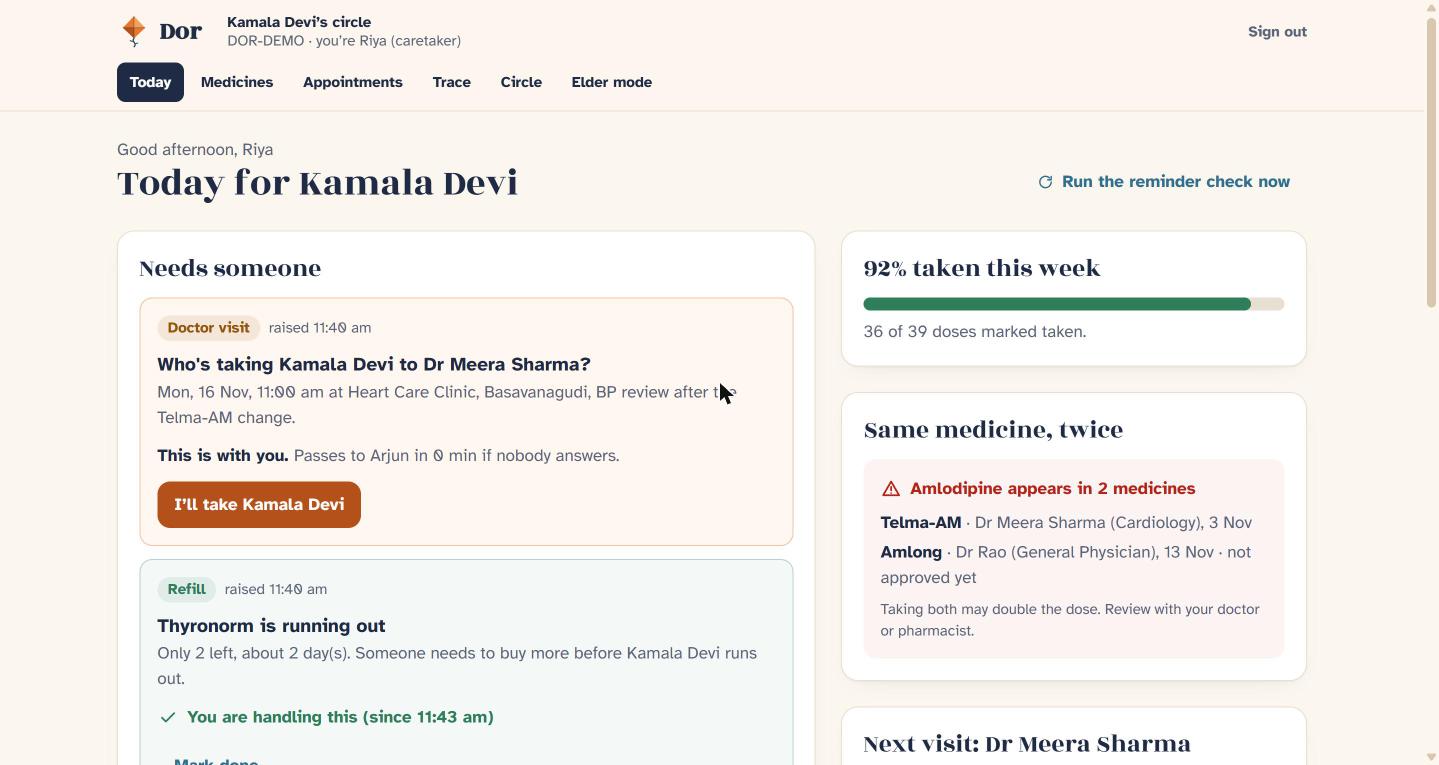 Dor
Kamala Devi’s circle
DOR-DEMO · you’re Riya (caretaker)
Sign out
Today
Medicines
Appointments
Trace
Circle
Elder mode
Good afternoon, Riya
Today for Kamala Devi
Run the reminder check now
Needs someone
Doctor visit raised 11:40 am
Who's taking Kamala Devi to Dr Meera Sharma?
Mon, 16 Nov, 11:00 am at Heart Care Clinic, Basavanagudi, BP review after the
Telma-AM change.
This is with you. Passes to Arjun in 0 min if nobody answers.
I’ll take Kamala Devi
Refill raised 11:40 am
Thyronorm is running out
Only 2 left, about 2 day(s). Someone needs to buy more before Kamala Devi runs
out.
You are handling this (since 11:43 am)
Mark done
92% taken this week
36 of 39 doses marked taken.
Same medicine, twice
Amlodipine appears in 2 medicines
Telma-AM · Dr Meera Sharma (Cardiology), 3 Nov
Amlong · Dr Rao (General Physician), 13 Nov · not
approved yet
Taking both may double the dose. Review with your doctor
or pharmacist.
Next visit: Dr Meera Sharma